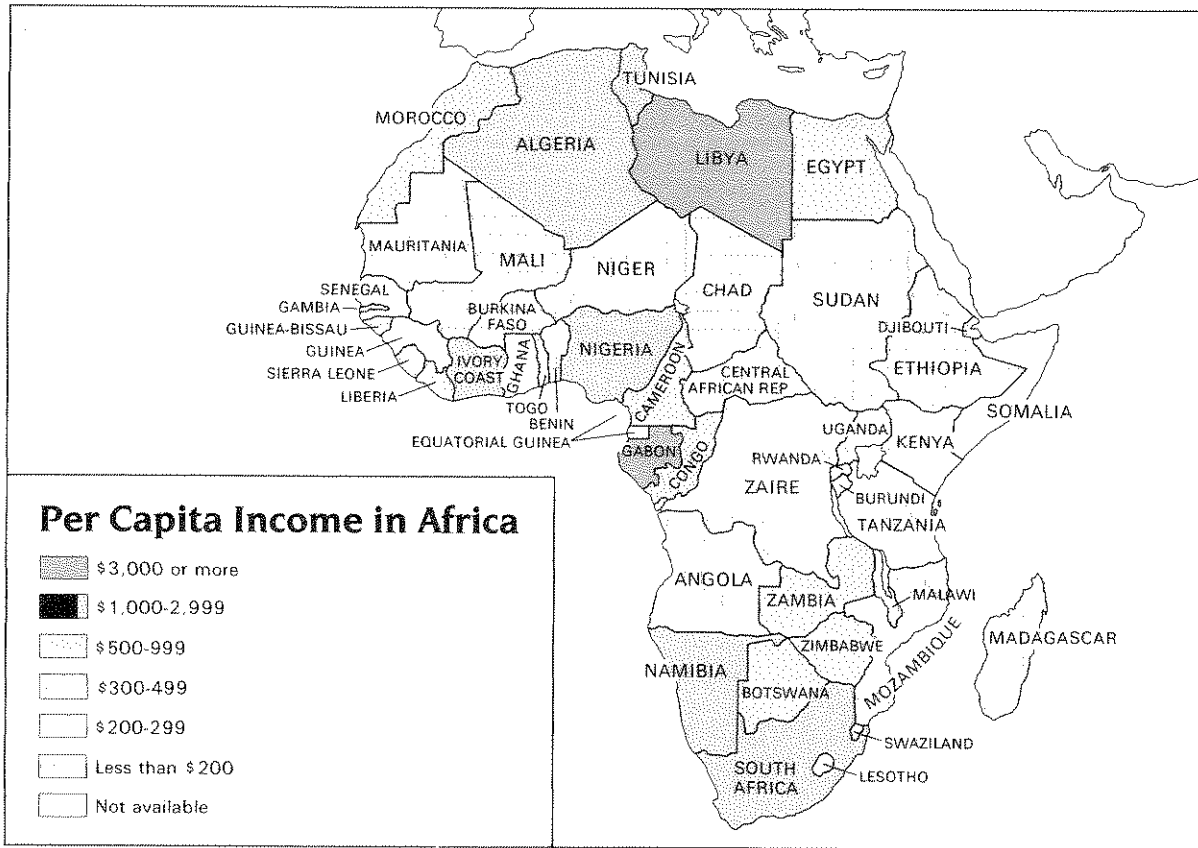 TUNISIA
MOROCCO
ALGERIA
LIBYA
EGYPT
MAURITANIA
MALI
NIGER
CHAD
SUDAN
SENEGAL
GAMBIA
GUINEA-BISSAU
GUINEA
SIERRA LEONE
LIBERIA
BURKINA
FASO
IVORY
COAST
GHANA
TOGO
BENIN
NIGERIA
CAMEROON
EQUATORIAL GUINEA
CENTRAL
AFRICAN REP
DJIBOUTI
ETHIOPIA
SOMALIA
UGANDA
KENYA
GABON
CONGO
RWANDA
ZAIRE
BURUNDI
TANZANIA
ANGOLA
ZAMBIA
MALAWI
MOZAMBIQUE
MADAGASCAR
ZIMBABWE
NAMIBIA
BOTSWANA
SWAZILAND
SOUTH
AFRICA
LESOTHO
Per Capita Income in Africa
$3,000 or more
$1,000-2,999
$500-999
$300-499
$200-299
Less than $200
Not available